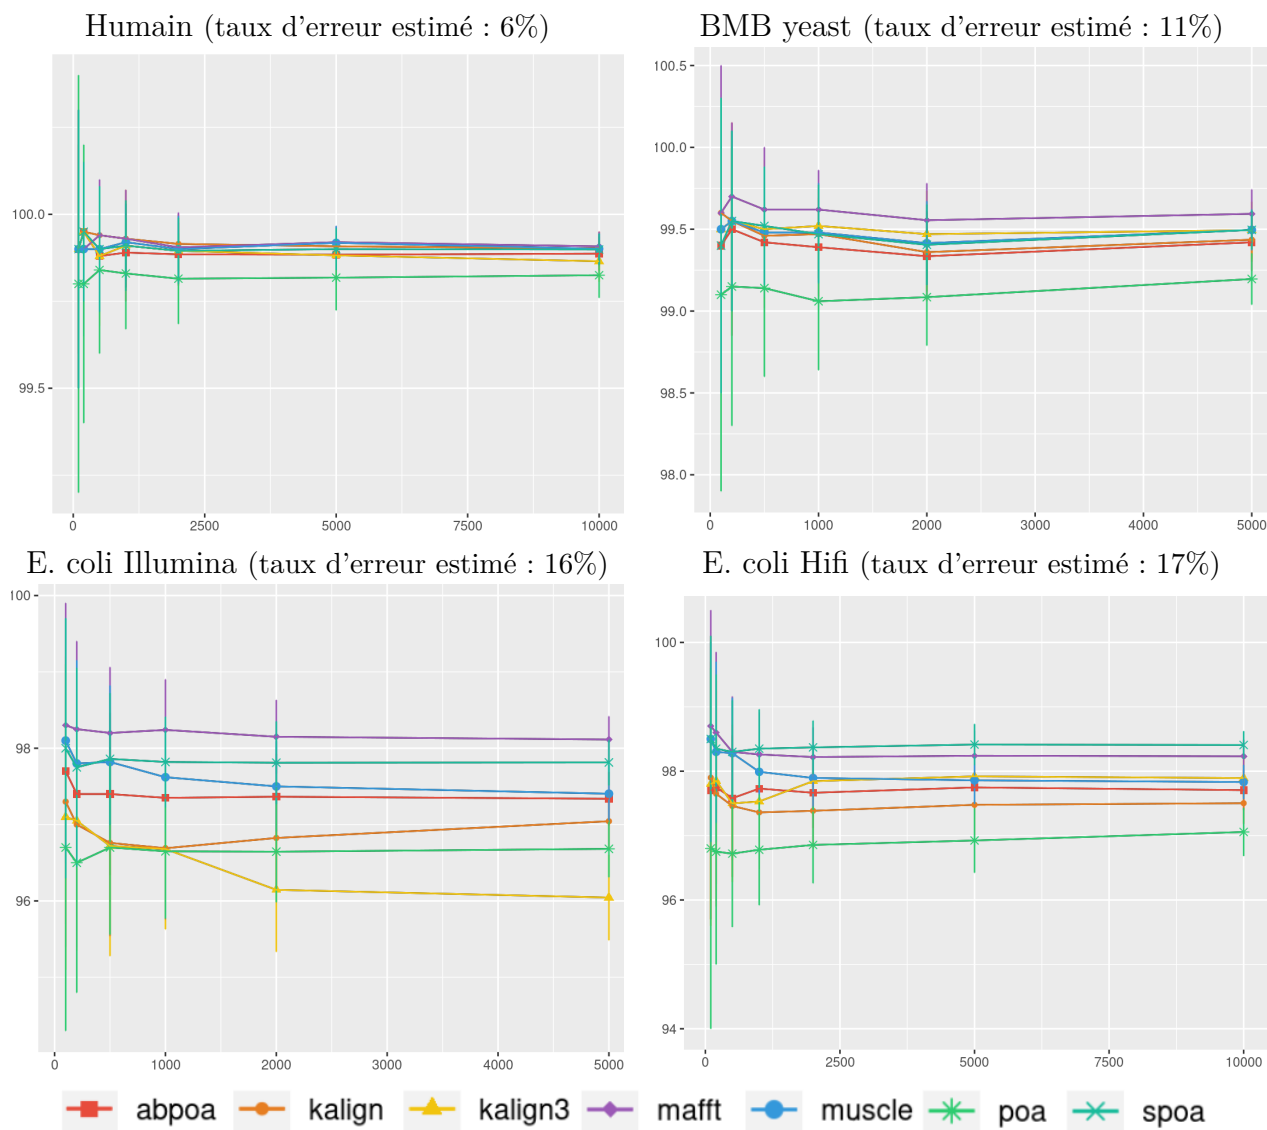 Humain (taux d'erreur estimé : 6%)
BMB yeast (taux d'erreur estimé : 11%)
100.0
99.5
0 2500 5000 7500 10000
100.5
100.0
99.5
99.0
98.5
98.0
0 1000 2000 3000 4000 5000
E. coli Illumina (taux d'erreur estimé : 16%)
E. coli Hifi (taux d'erreur estimé : 17%)
100
98
96
0 1000 2000 3000 4000 5000
100
98
96
94
0 2500 5000 7500 10000
abpoa kalign kalign3 mafft muscle poa spoa